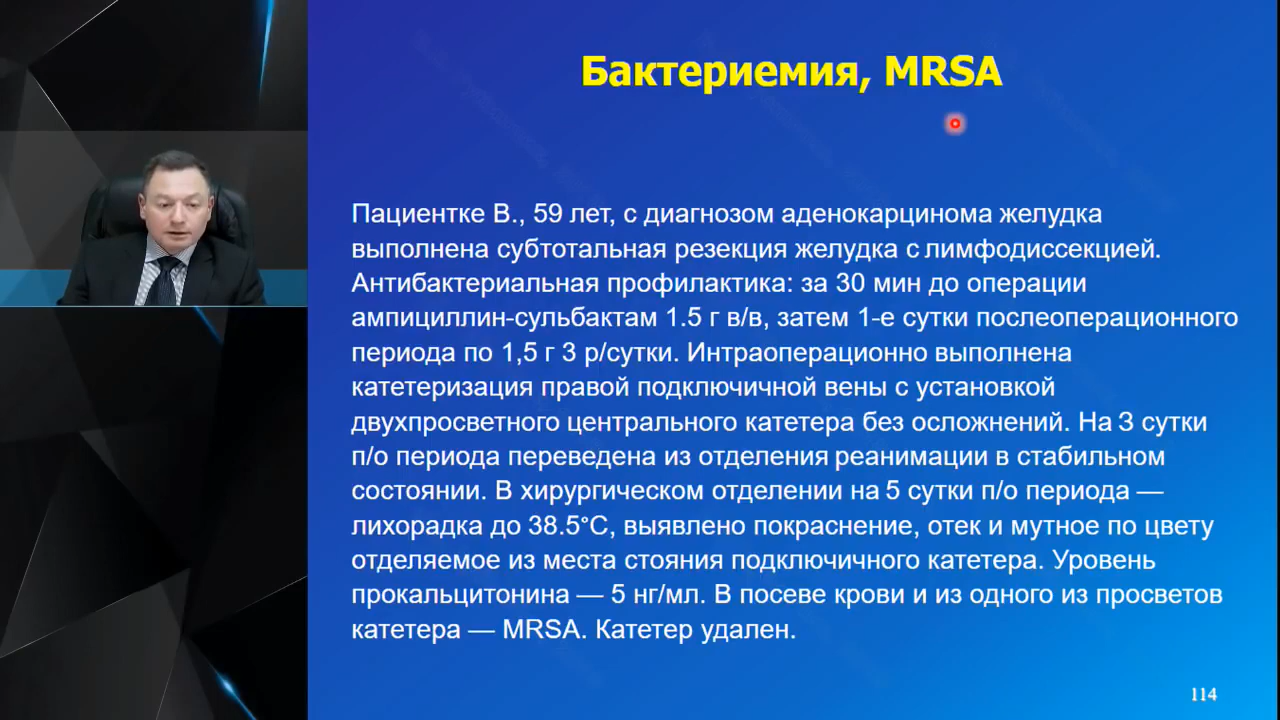 Бактериемия, MRSA
Пациентке В., 59 лет, с диагнозом аденокарцинома желудка
выполнена субтотальная резекция желудка с лимфодиссекцией.
Антибактериальная профилактика: за 30 мин до операции
ампициллин-сульбактам 1.5 г в/в, затем 1-е сутки послеоперационного
периода по 1,5 г 3 р/сутки. Интраоперационно выполнена
катетеризация правой подключичной вены с установкой
двухпросветного центрального катетера без осложнений. На 3 сутки
п/о периода переведена из отделения реанимации в стабильном
состоянии. В хирургическом отделении на 5 сутки п/о периода —
лихорадка до 38.5°С, выявлено покраснение, отек и мутное по цвету
отделяемое из места стояния подключичного катетера. Уровень
прокальцитонина — 5 нг/мл. В посеве крови и из одного из просветов
катетера — MRSA. Катетер удален.
114